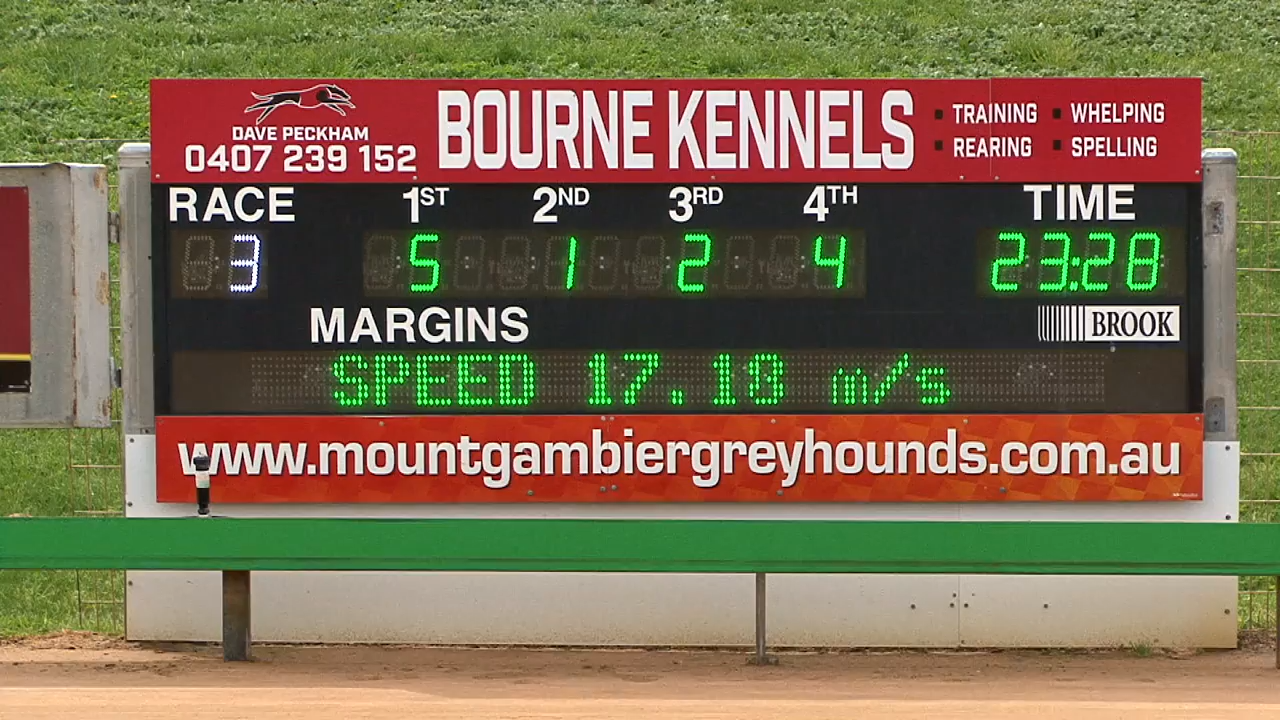 DAVE PECKHAM
0407 239 152
BOURNE KENNELS
TRAINING
WHELPING
REARING
SPELLING
RACE 1ST 2ND 3RD 4TH TIME
3 5 1 2 4 23:28
MARGINS
BROOK
SPEED 17.18 m/s
www.mountgambiergreyhounds.com.au